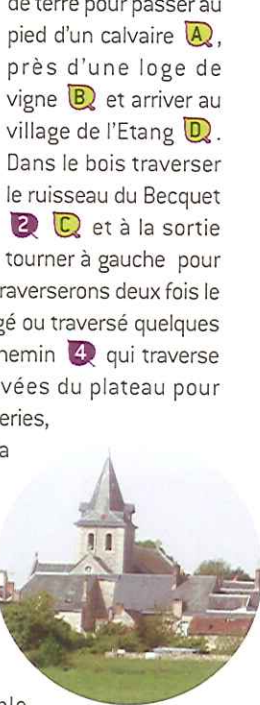 de terre pour passer au
pied d'un calvaire A,
près d'une loge de
vigne B et arriver au
village de l'Etang D.
Dans le bois traverser
le ruisseau du Becquet
2 C et à la sortie
tourner à gauche pour
raverserons deux fois le
gé ou traversé quelques
hemin 4 qui traverse
vées du plateau pour
eries,
a
ble